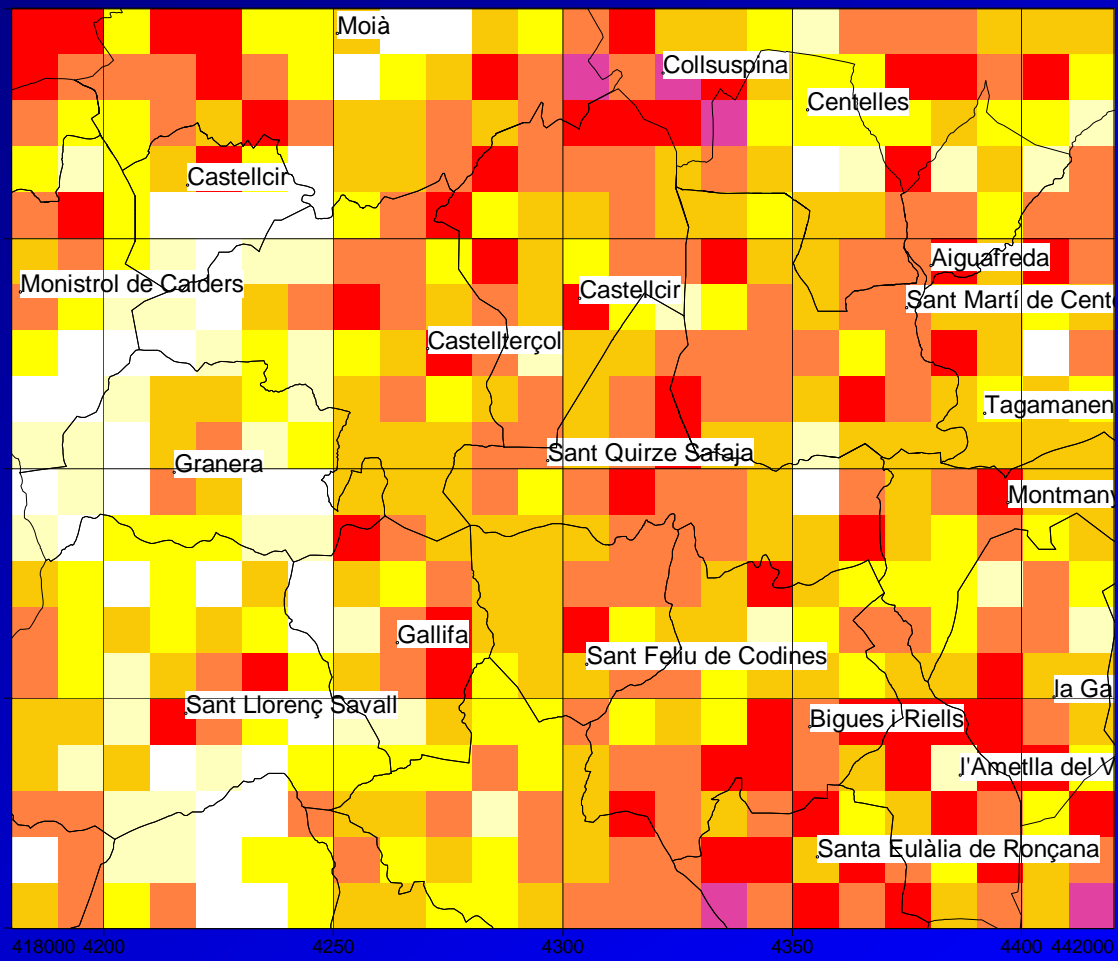 Moià
Collsuspina
Centelles
Castellcir
Aiguafreda
Monistrol de Calders
Castellcir
Sant Martí de Cent
Castellterçol
Tagamanen
Sant Quirze Safaja
Granera
Montmany
Gallifa
Sant Feliu de Codines
la Ga
Sant Llorenç Savall
Bigues i Riells
l'Ametlla del V
Santa Eulàlia de Ronçana
418000 4200 4250 4300 4350 4400 442000